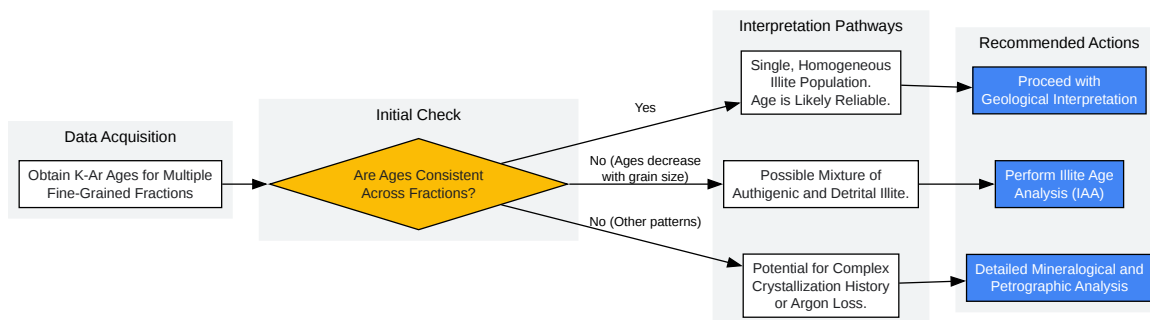 Data Acquisition
Obtain K-Ar Ages for Multiple
Fine-Grained Fractions
Initial Check
Are Ages Consistent
Across Fractions?
Yes
No (Ages decrease
with grain size)
No (Other patterns)
Interpretation Pathways
Single, Homogeneous
Illite Population.
Age is Likely Reliable.
Possible Mixture of
Authigenic and Detrital Illite.
Potential for Complex
Crystallization History
or Argon Loss.
Recommended Actions
Proceed with
Geological Interpretation
Perform Illite Age
Analysis (IAA)
Detailed Mineralogical and
Petrographic Analysis